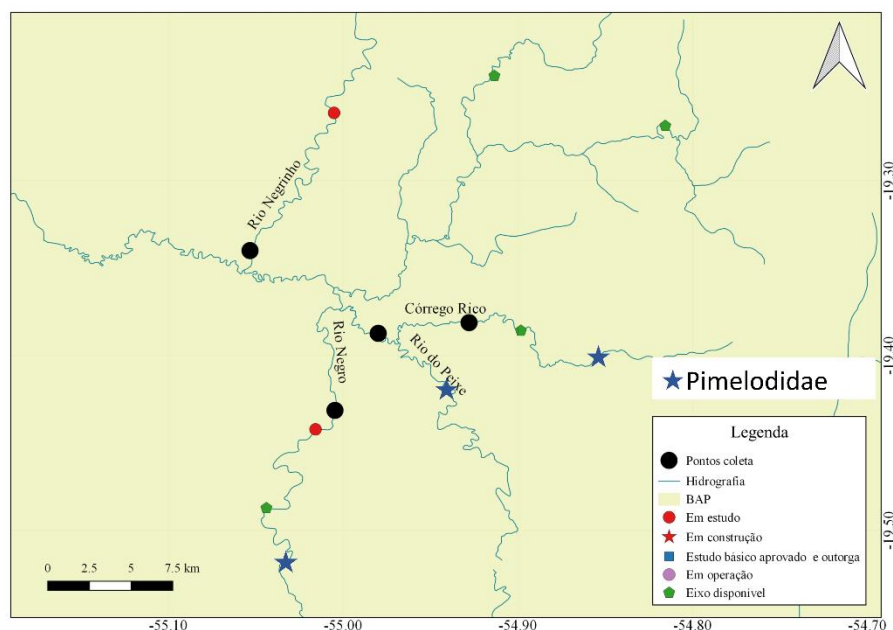 Rio Negrinho
-19.30
Córrego Rico
Rio Negro
Rio do Peixe
-19.40
Pimelodidae
Legenda
Pontos coleta
Hidrografia
BAP
Em estudo
Em construção
Estudo básico aprovado e outorga
Em operação
Eixo disponivel
-19.50
0 2.5 5 7.5 km
-55.10 -55.00 -54.90 -54.80 -54.70